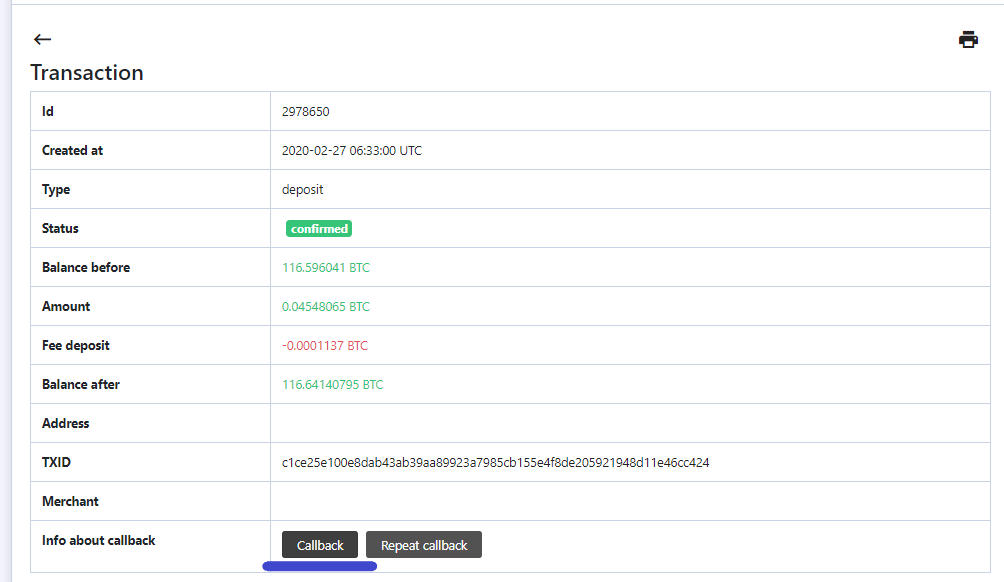 Transaction
Id 2978650
Created at 2020-02-27 06:33:00 UTC
Type deposit
Status confirmed
Balance before 116.596041 BTC
Amount 0.04548065 BTC
Fee deposit -0.0001137 BTC
Balance after 116.64140795 BTC
Address
TXID c1ce25e100e8dab43ab39aa89923a7985cb155e4f8de205921948d11e46cc424
Merchant
Info about callback Callback Repeat callback